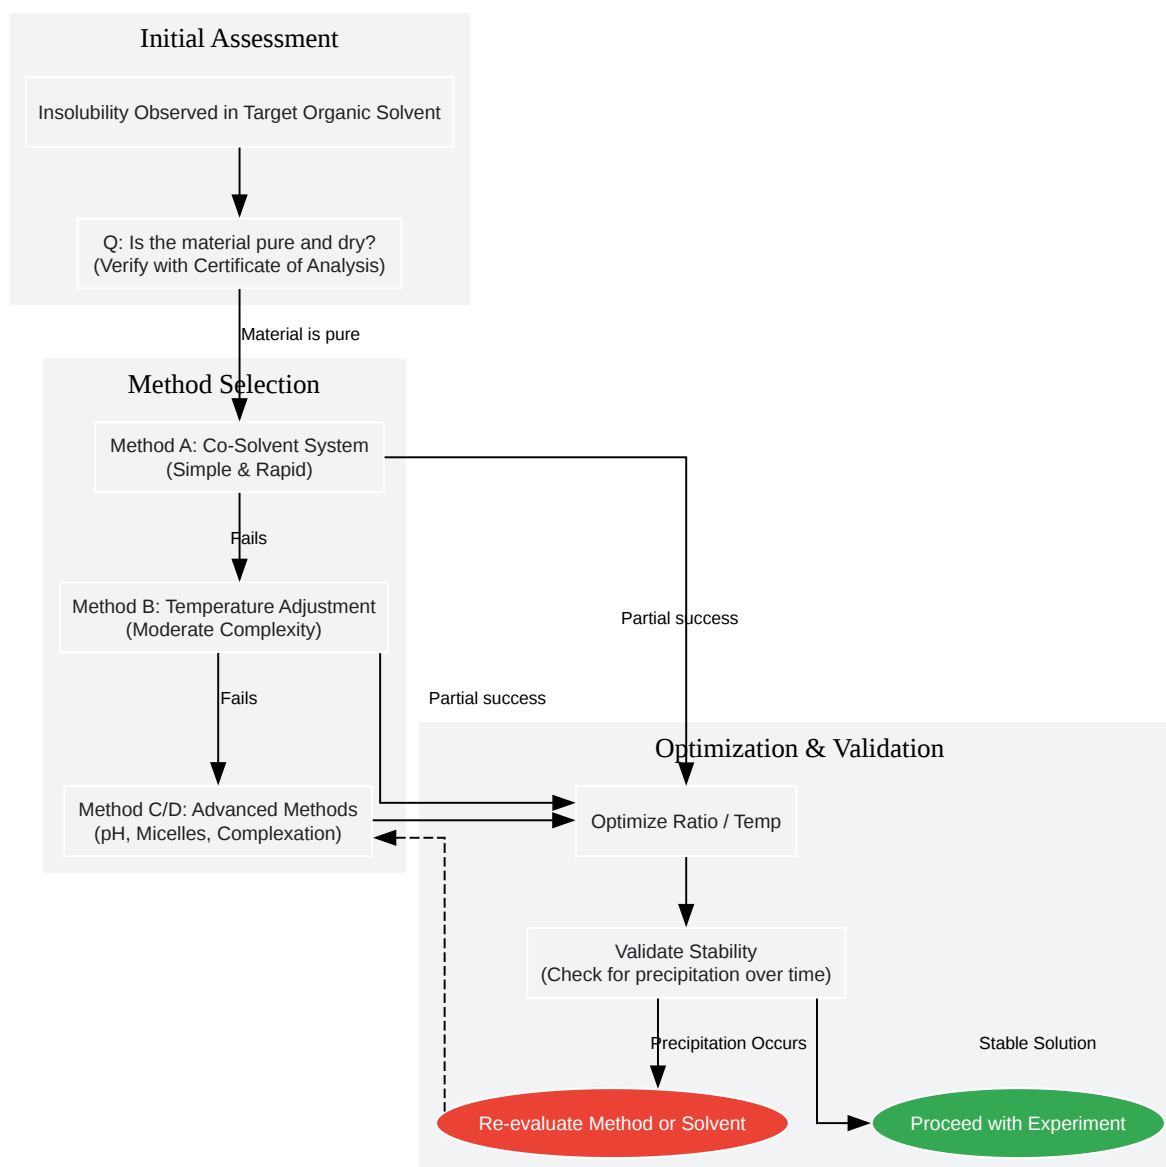 Initial Assessment
Insolubility Observed in Target Organic Solvent
Q: Is the material pure and dry?
(Verify with Certificate of Analysis)
Material is pure
Method Selection
Method A: Co-Solvent System
(Simple & Rapid)
Fails
Method B: Temperature Adjustment
(Moderate Complexity)
Partial success
Fails
Partial success
Optimization & Validation
Method C/D: Advanced Methods
(pH, Micelles, Complexation)
Optimize Ratio / Temp
Validate Stability
(Check for precipitation over time)
Precipitation Occurs
Stable Solution
Re-evaluate Method or Solvent
Proceed with Experiment